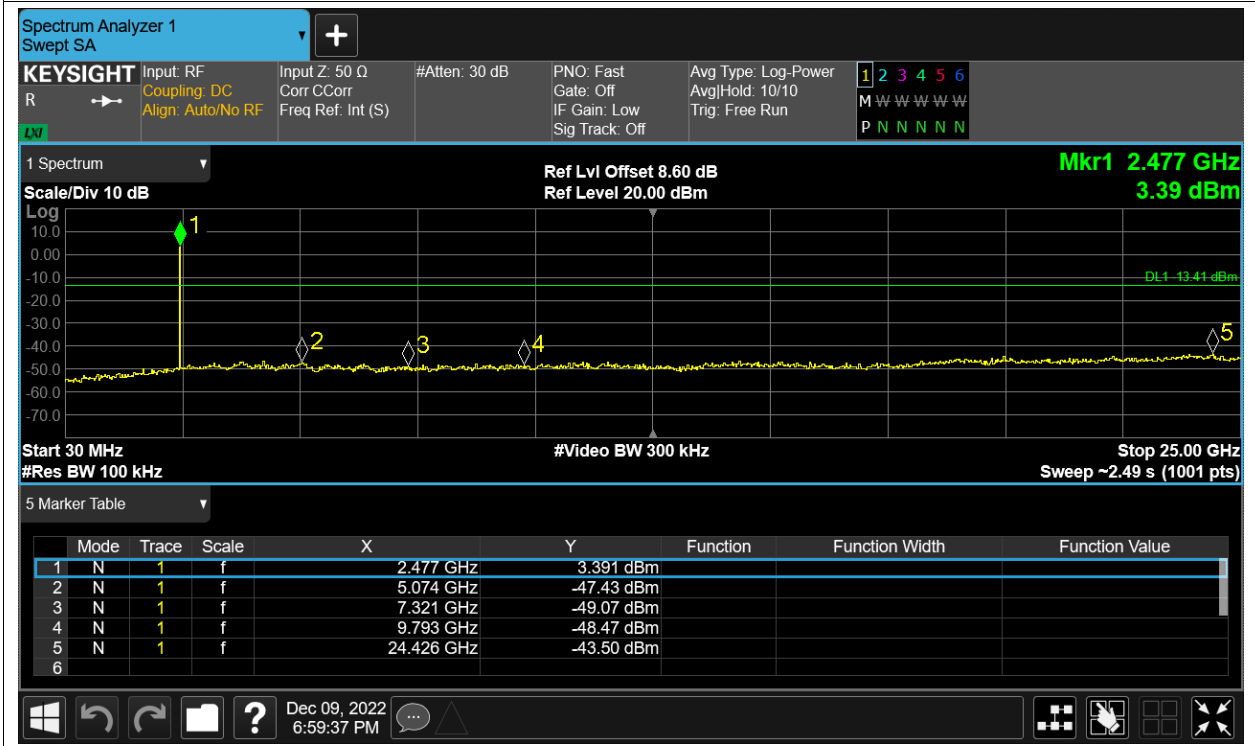 Spectrum Analyzer 1
Swept SA
+
KEYSIGHT Input: RF Input Z: 50 Ω #Atten: 30 dB PNO: Fast Avg Type: Log-Power 1 2 3 4 5 6
R Coupling: DC Corr CCorr Gate: Off Avg|Hold: 10/10 M W W W W W
Align: Auto/No RF Freq Ref: Int (S) IF Gain: Low Trig: Free Run
LXI Sig Track: Off P N N N N N
1 Spectrum
Ref Lvl Offset 8.60 dB Mkr1 2.477 GHz
Scale/Div 10 dB Ref Level 20.00 dBm 3.39 dBm
Log
1
10.0
0.00
-10.0
DL1 -13.41 dBm
-20.0
-30.0
2 3 4 5
-40.0
-50.0
-60.0
-70.0
Start 30 MHz #Video BW 300 kHz Stop 25.00 GHz
#Res BW 100 kHz Sweep ~2.49 s (1001 pts)
5 Marker Table
Mode Trace Scale X Y Function Function Width Function Value
1 N 1 f 2.477 GHz 3.391 dBm
2 N 1 f 5.074 GHz -47.43 dBm
3 N 1 f 7.321 GHz -49.07 dBm
4 N 1 f 9.793 GHz -48.47 dBm
5 N 1 f 24.426 GHz -43.50 dBm
6
? Dec 09, 2022
6:59:37 PM